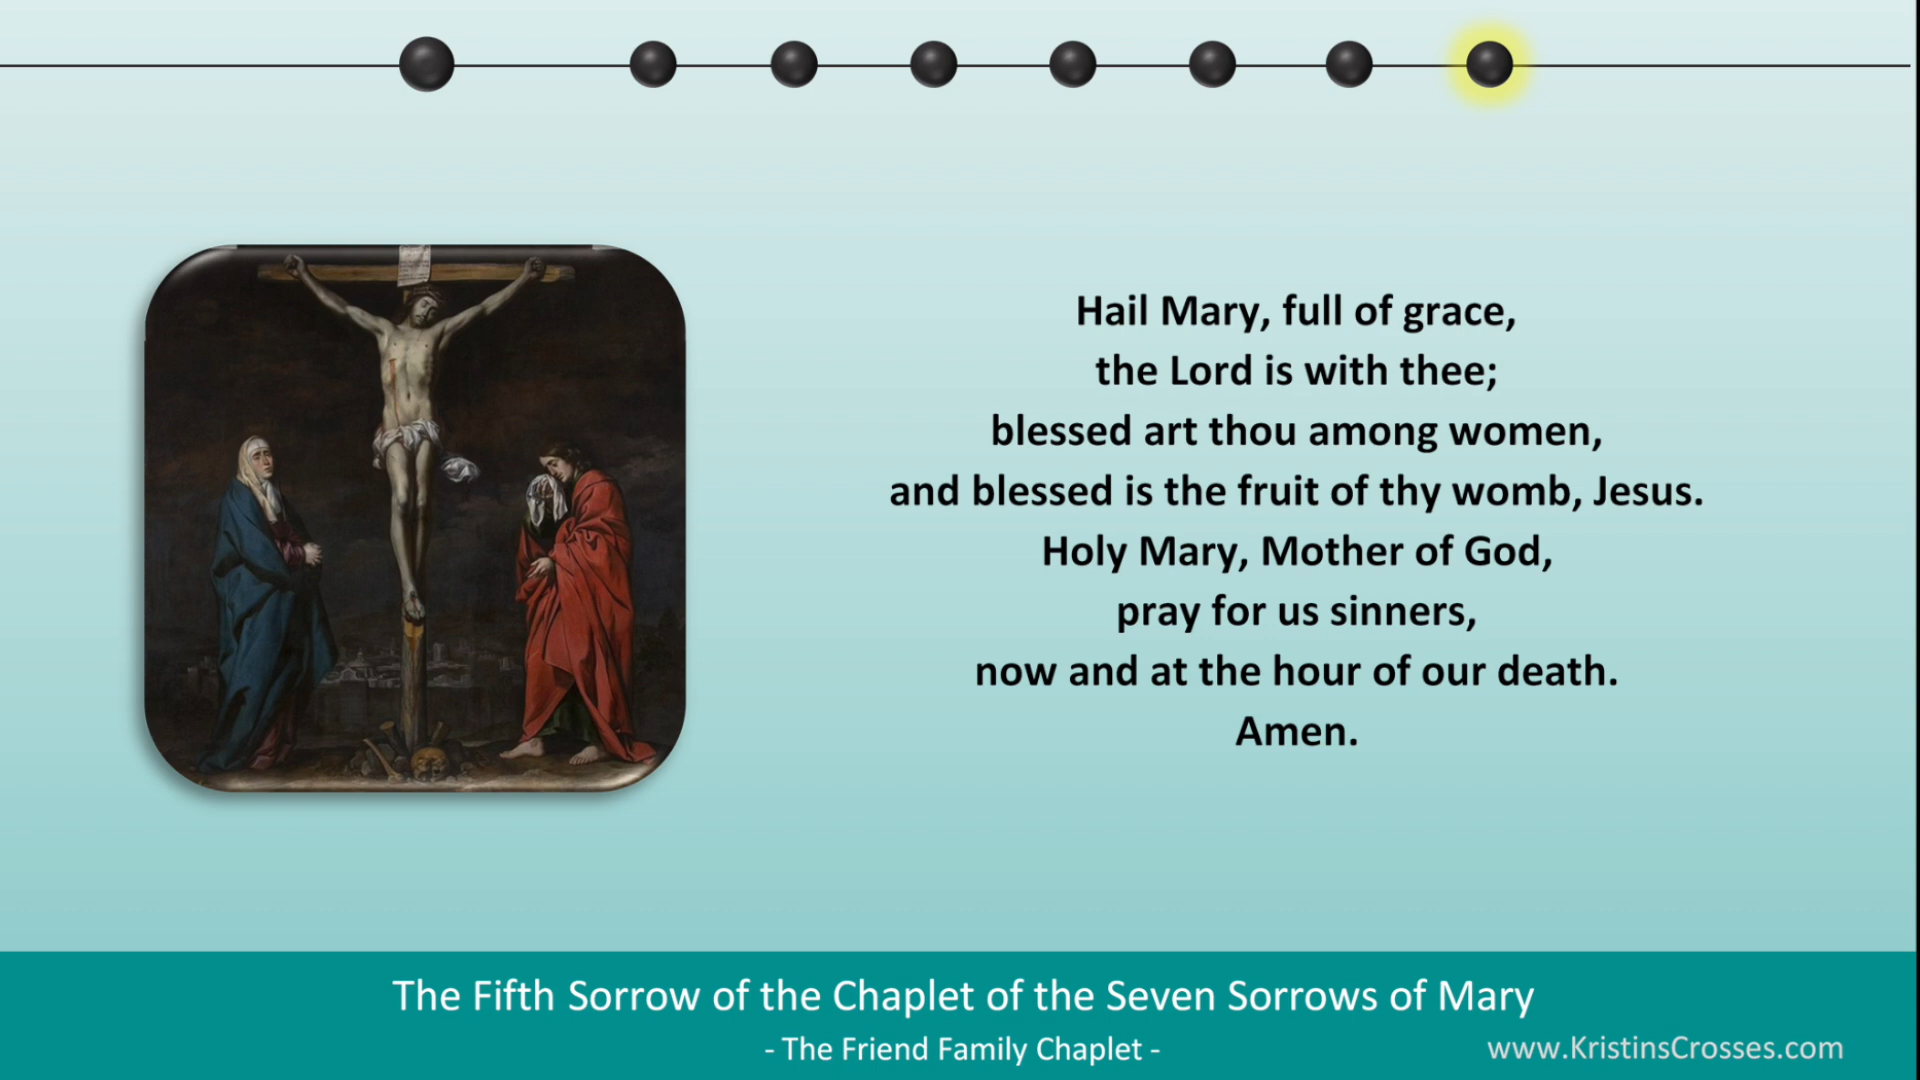 Hail Mary, full of grace,
the Lord is with thee;
blessed art thou among women,
and blessed is the fruit of thy womb, Jesus.
Holy Mary, Mother of God,
pray for us sinners,
now and at the hour of our death.
Amen.
The Fifth Sorrow of the Chaplet of the Seven Sorrows of Mary
- The Friend Family Chaplet -
www.KristinsCrosses.com